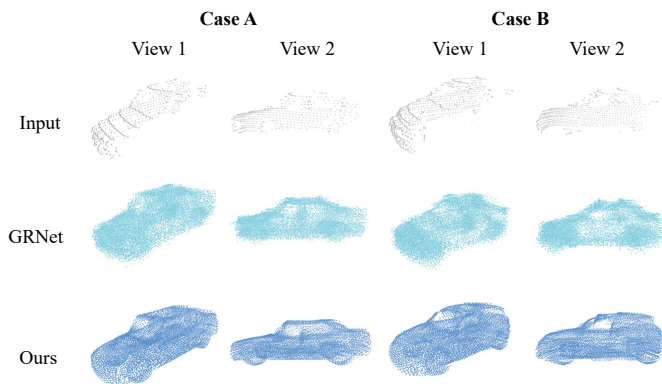 Case A Case B
View 1 View 2 View 1 View 2
Input
GRNet
Ours